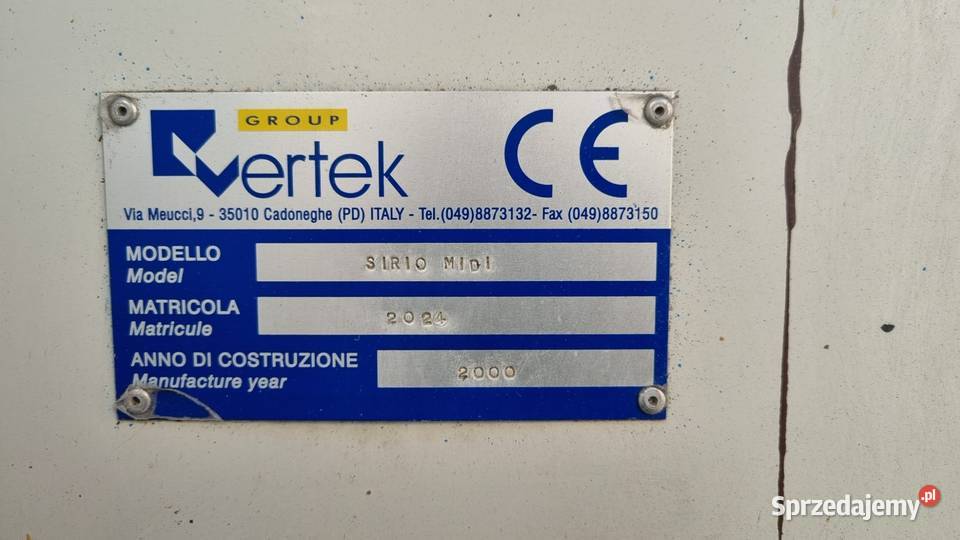 GROUP
Vertek
CE
Via Meucci,9 - 35010 Cadoneghe (PD) ITALY - Tel.(049)8873132- Fax (049)8873150
MODELLO SIRIO MIDI
Model
MATRICOLA 2024
Matricule
ANNO DI COSTRUZIONE 2000
Manufacture year
Sprzedajemy.pl